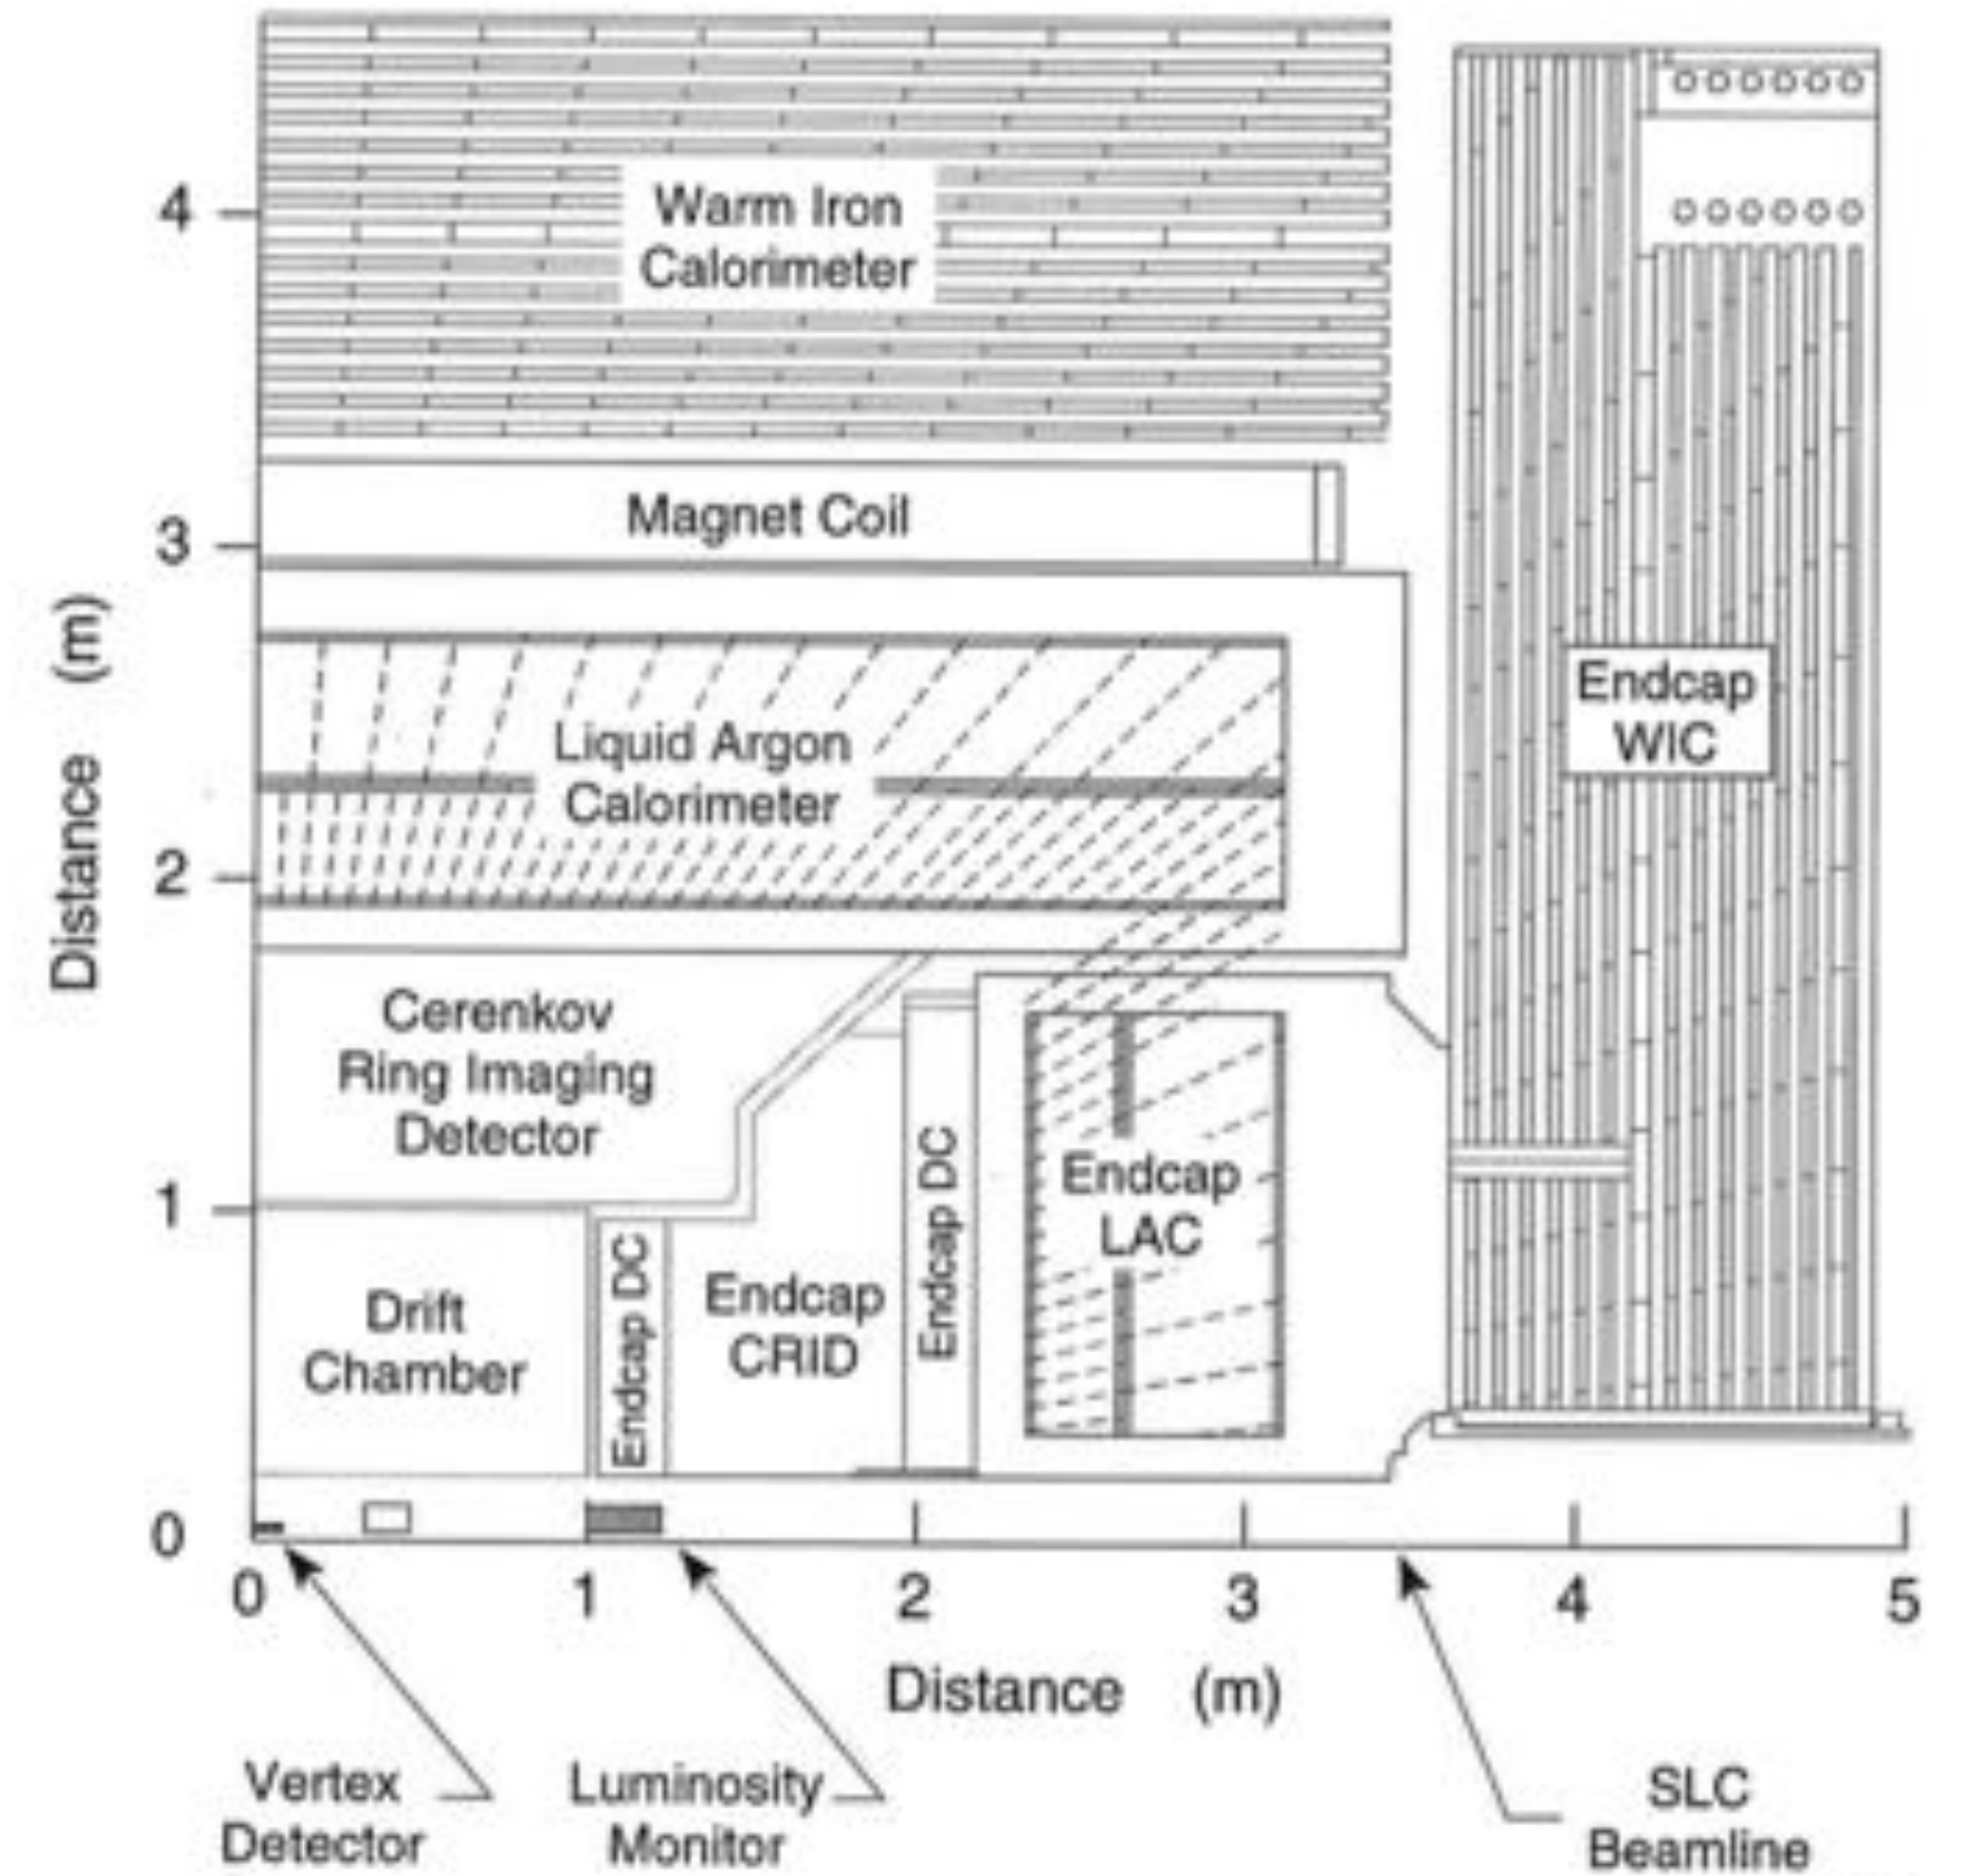 Warm Iron
Calorimeter
4
Magnet Coil
3
Distance (m)
Endcap
WIC
Liquid Argon
Calorimeter
2
Cerenkov
Ring Imaging
Detector
Endcap DC
Endcap
LAC
1
Drift
Chamber
Endcap DC
Endcap
CRID
0
0 1 2 3 4 5
Distance (m)
Vertex
Detector
Luminosity
Monitor
SLC
Beamline